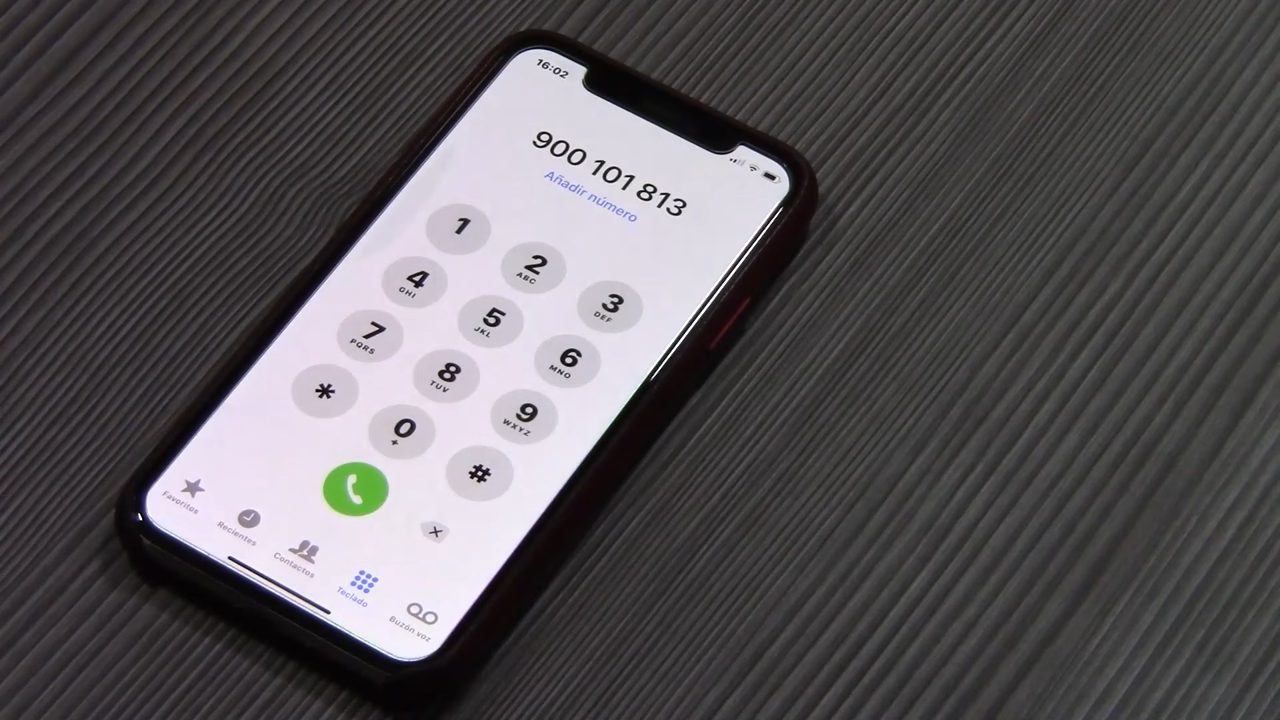 16:02
900 101 813
Añadir número
1
2
ABC
3
DEF
4
GHI
5
JKL
6
MNO
7
PQRS
8
TUV
9
WXYZ
*
0
+
#
Favoritos
Recientes
Contactos
Teclado
Buzón voz